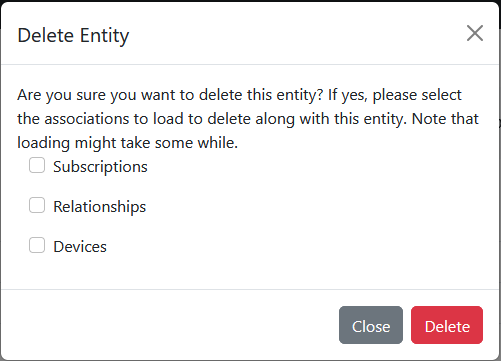 Delete Entity
Are you sure you want to delete this entity? If yes, please select
the associations to load to delete along with this entity. Note that
loading might take some while.
Subscriptions
Relationships
Devices
Close Delete